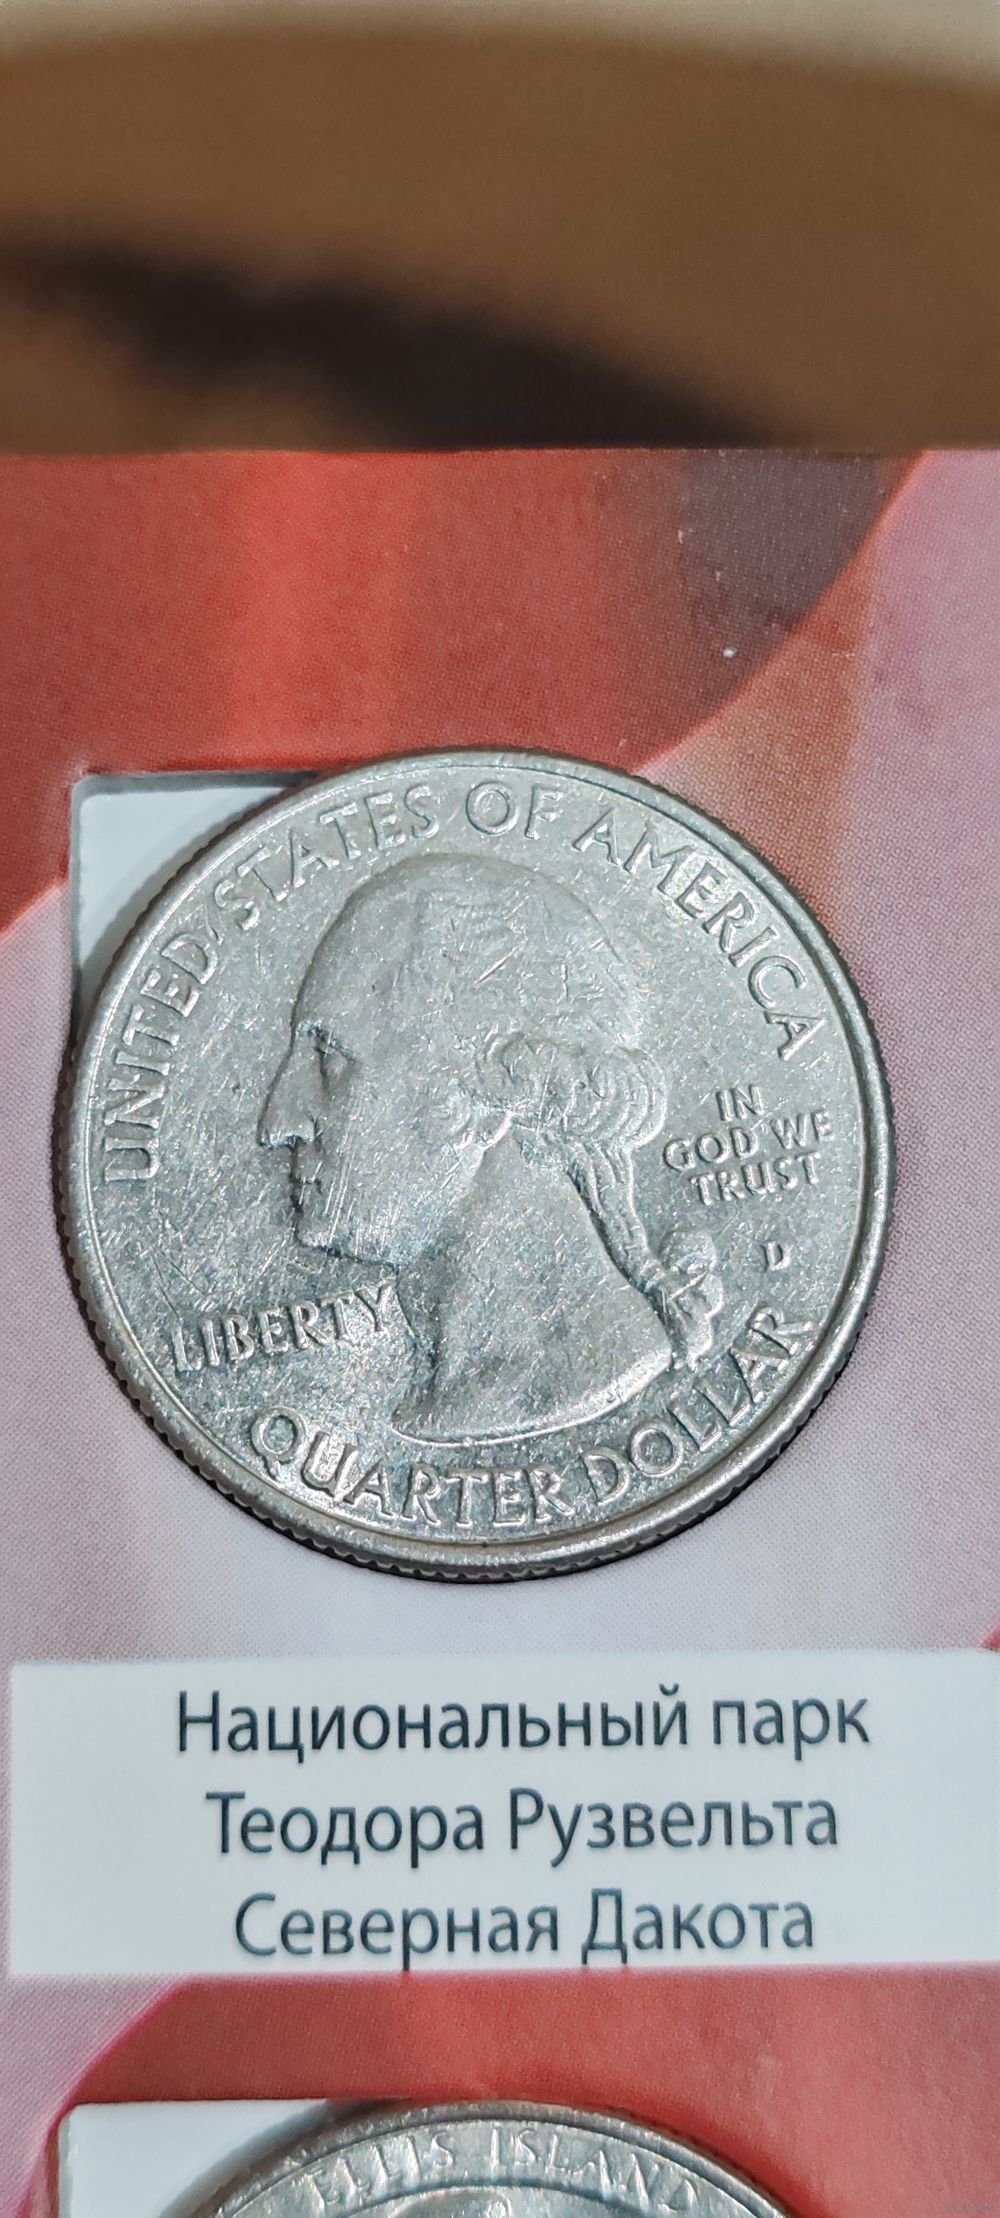 UNITED STATES OF AMERICA
IN
GOD WE
TRUST
D
LIBERTY
QUARTER DOLLAR
Национальный парк
Теодора Рузвельта
Северная Дакота
ELLIS ISLAND